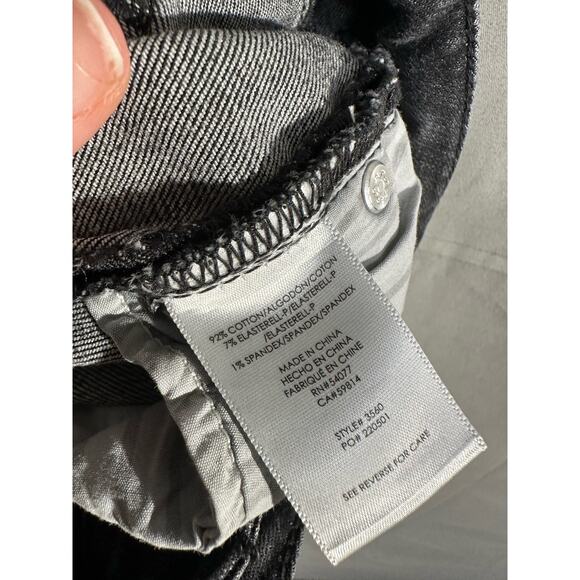 92% COTTON/ALGODON/COTON
7% ELASTERELL-P/ELASTERELL-P
/ELASTERELL-P
1% SPANDEX/SPANDEX/SPANDEX
MADE IN CHINA
HECHO EN CHINA
FABRIQUÉ EN CHINE
RN#54077
CA#59814
STYLE# 3560
PO# 220501
SEE REVERSE FOR CARE